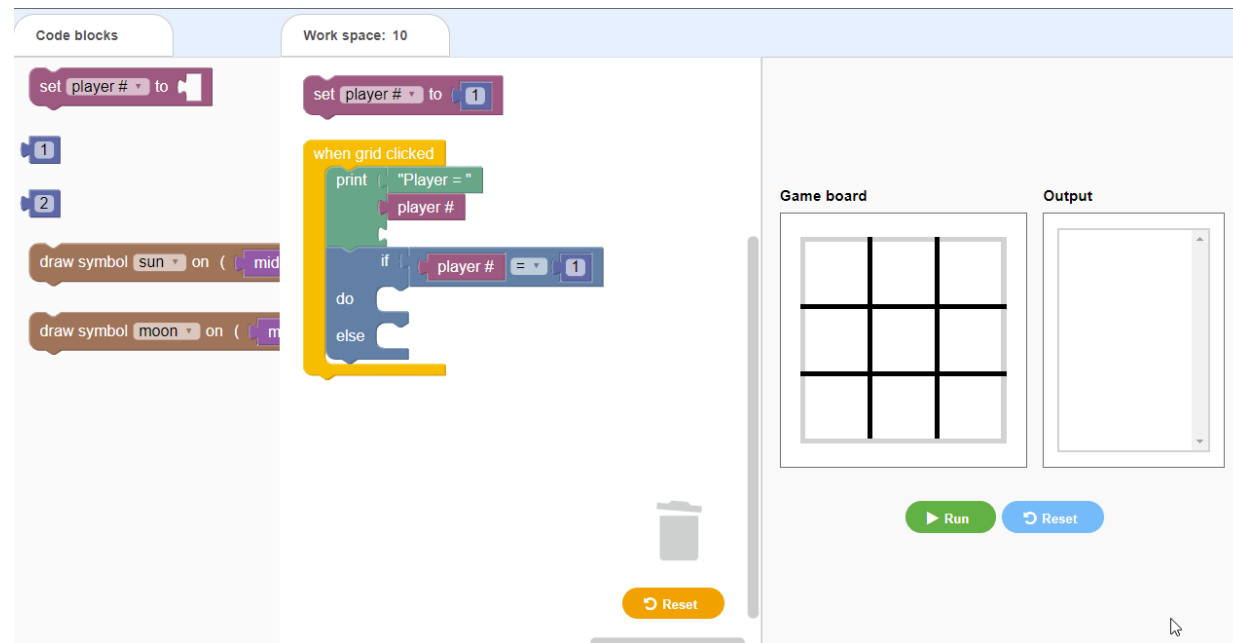 Code blocks
Work space: 10
set player # to
1
2
draw symbol sun on ( mid
draw symbol moon on ( m
set player # to 1
when grid clicked
print "Player = "
player #
if player # = 1
do
else
Reset
Game board
Output
Run
Reset